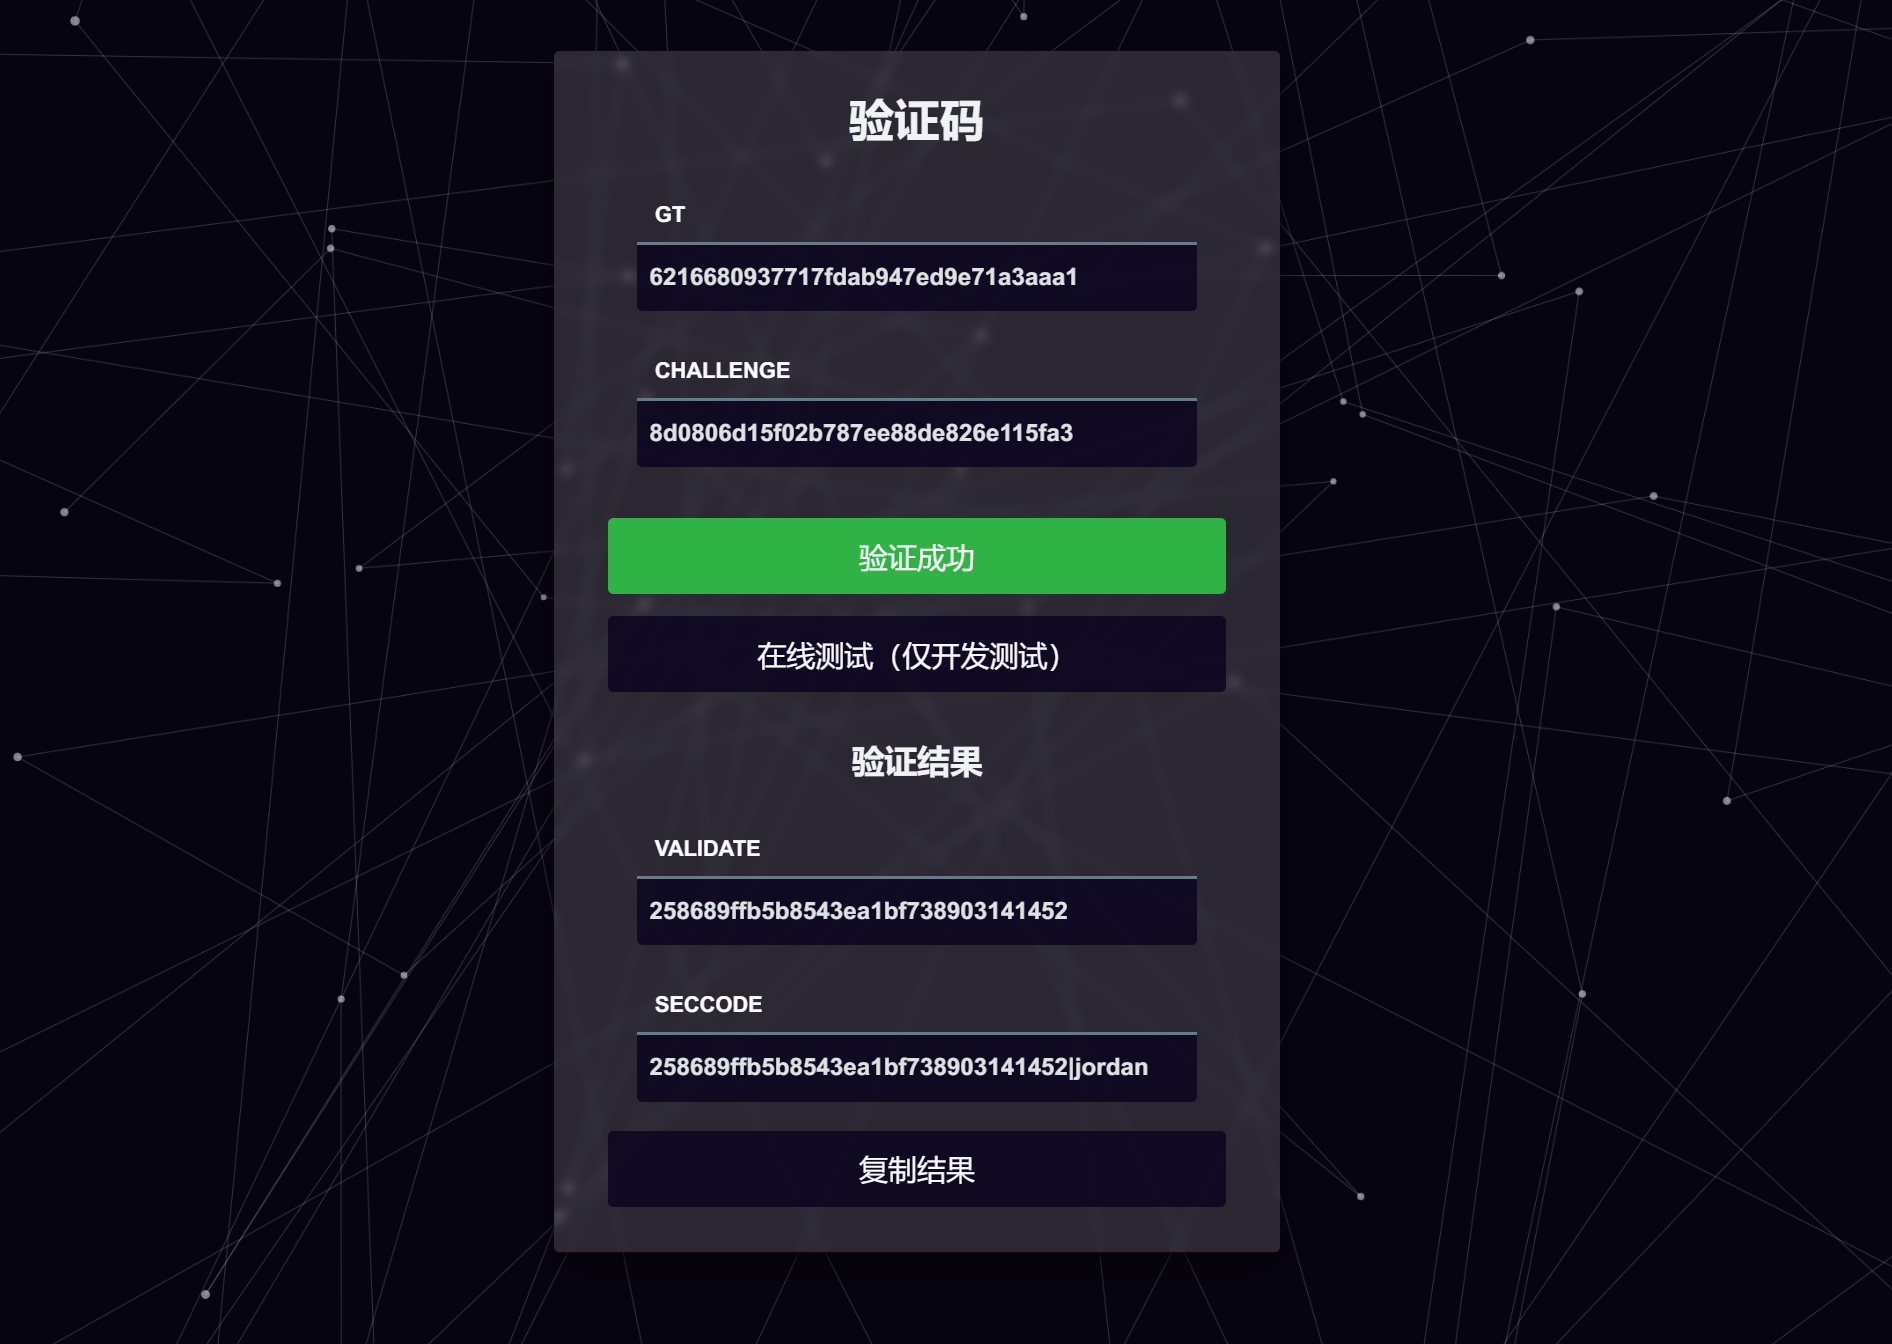 验证码
GT
6216680937717fdab947ed9e71a3aaa1
CHALLENGE
8d0806d15f02b787ee88de826e115fa3
验证成功
在线测试（仅开发测试）
验证结果
VALIDATE
258689ffb5b8543ea1bf738903141452
SECCODE
258689ffb5b8543ea1bf738903141452|jordan
复制结果